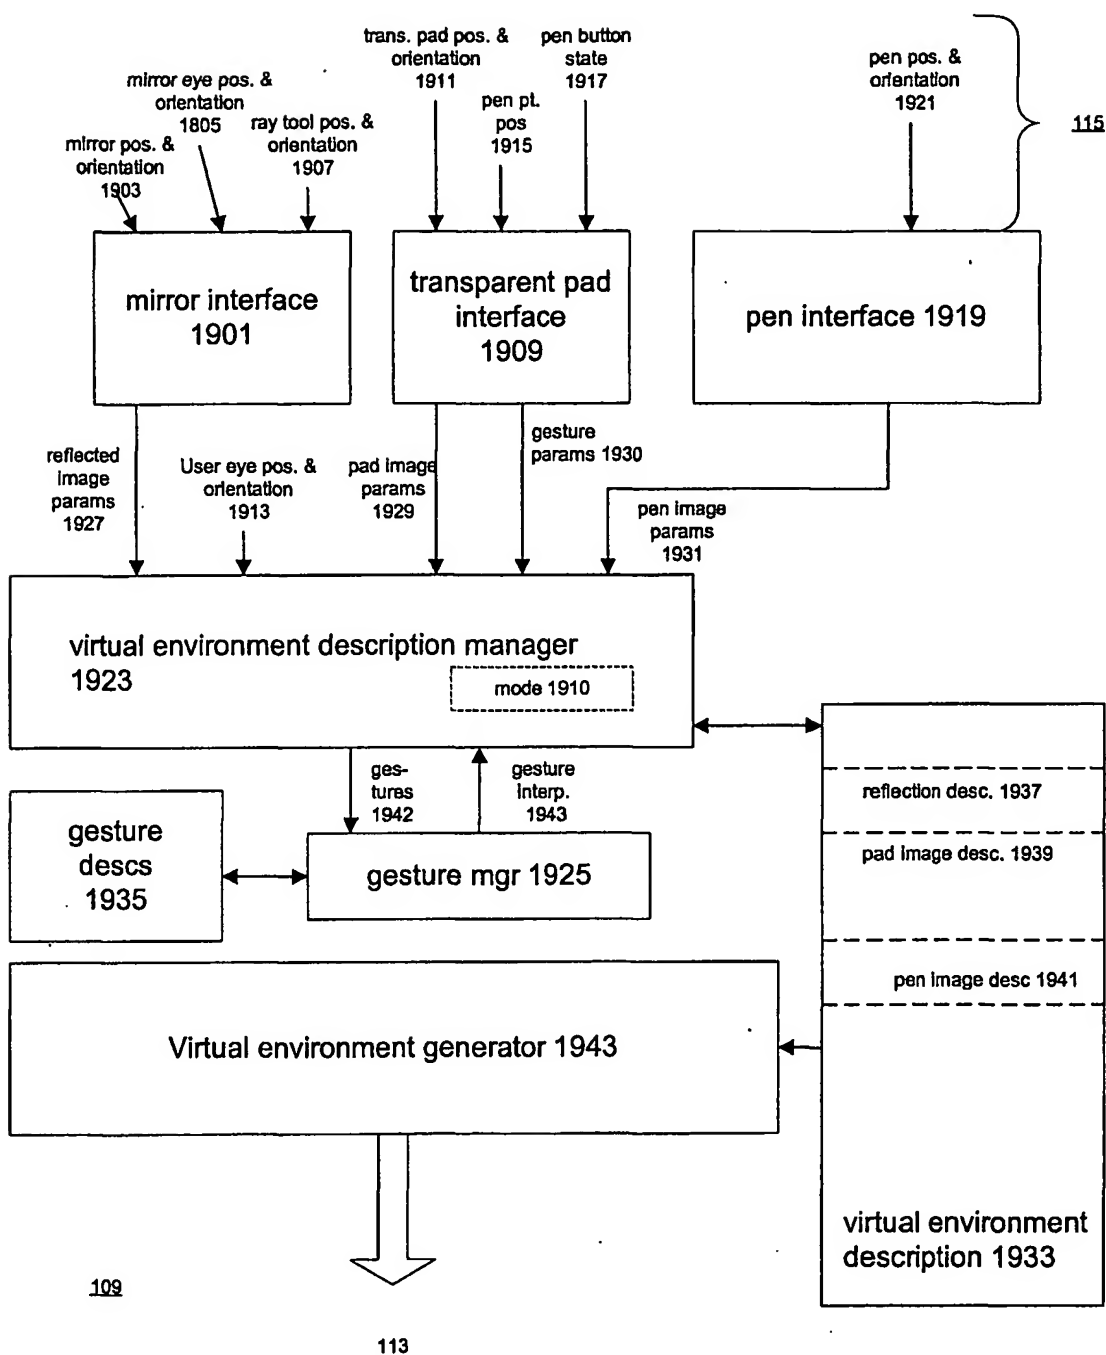 trans. pad pos. &
orientation
1911
pen button
state
1917
pen pos. &
orientation
1921
115
mirror eye pos. &
orientation
1805
pen pt.
pos
1915
ray tool pos. &
orientation
1907
mirror pos. &
orientation
1903
mirror interface
1901
transparent pad
interface
1909
pen interface 1919
reflected
image
params
1927
User eye pos. &
orientation
1913
pad image
params
1929
gesture
params 1930
pen image
params
1931
virtual environment description manager
1923
mode 1910
ges-
tures
1942
gesture
interp.
1943
reflection desc. 1937
pad image desc. 1939
pen image desc 1941
gesture
descs
1935
gesture mgr 1925
Virtual environment generator 1943
virtual environment
description 1933
109
113